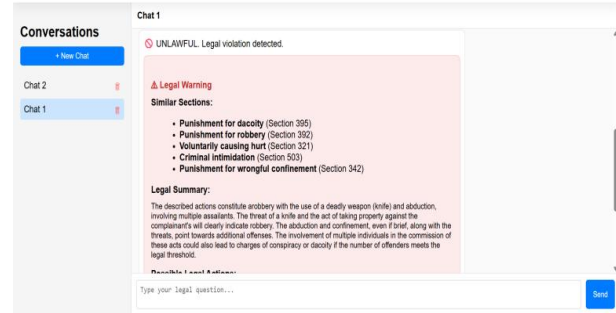 Chat 1
Conversations
+ New Chat
Chat 2
Chat 1
UNLAWFUL. Legal violation detected.
⚠ Legal Warning
Similar Sections:
• Punishment for dacoity (Section 395)
• Punishment for robbery (Section 392)
• Voluntarily causing hurt (Section 321)
• Criminal intimidation (Section 503)
• Punishment for wrongful confinement (Section 342)
Legal Summary:
The described actions constitute arobbery with the use of a deadly weapon (knife) and abduction,
involving multiple assailants. The threat of a knife and the act of taking property against the
complainant's will clearly indicate robbery. The abduction and confinement, even if brief, along with the
threats, point towards additional offenses. The involvement of multiple individuals in the commission of
these acts could also lead to charges of conspiracy or dacoity if the number of offenders meets the
legal threshold.
Possible Legal Actions:
Type your legal question...
Send